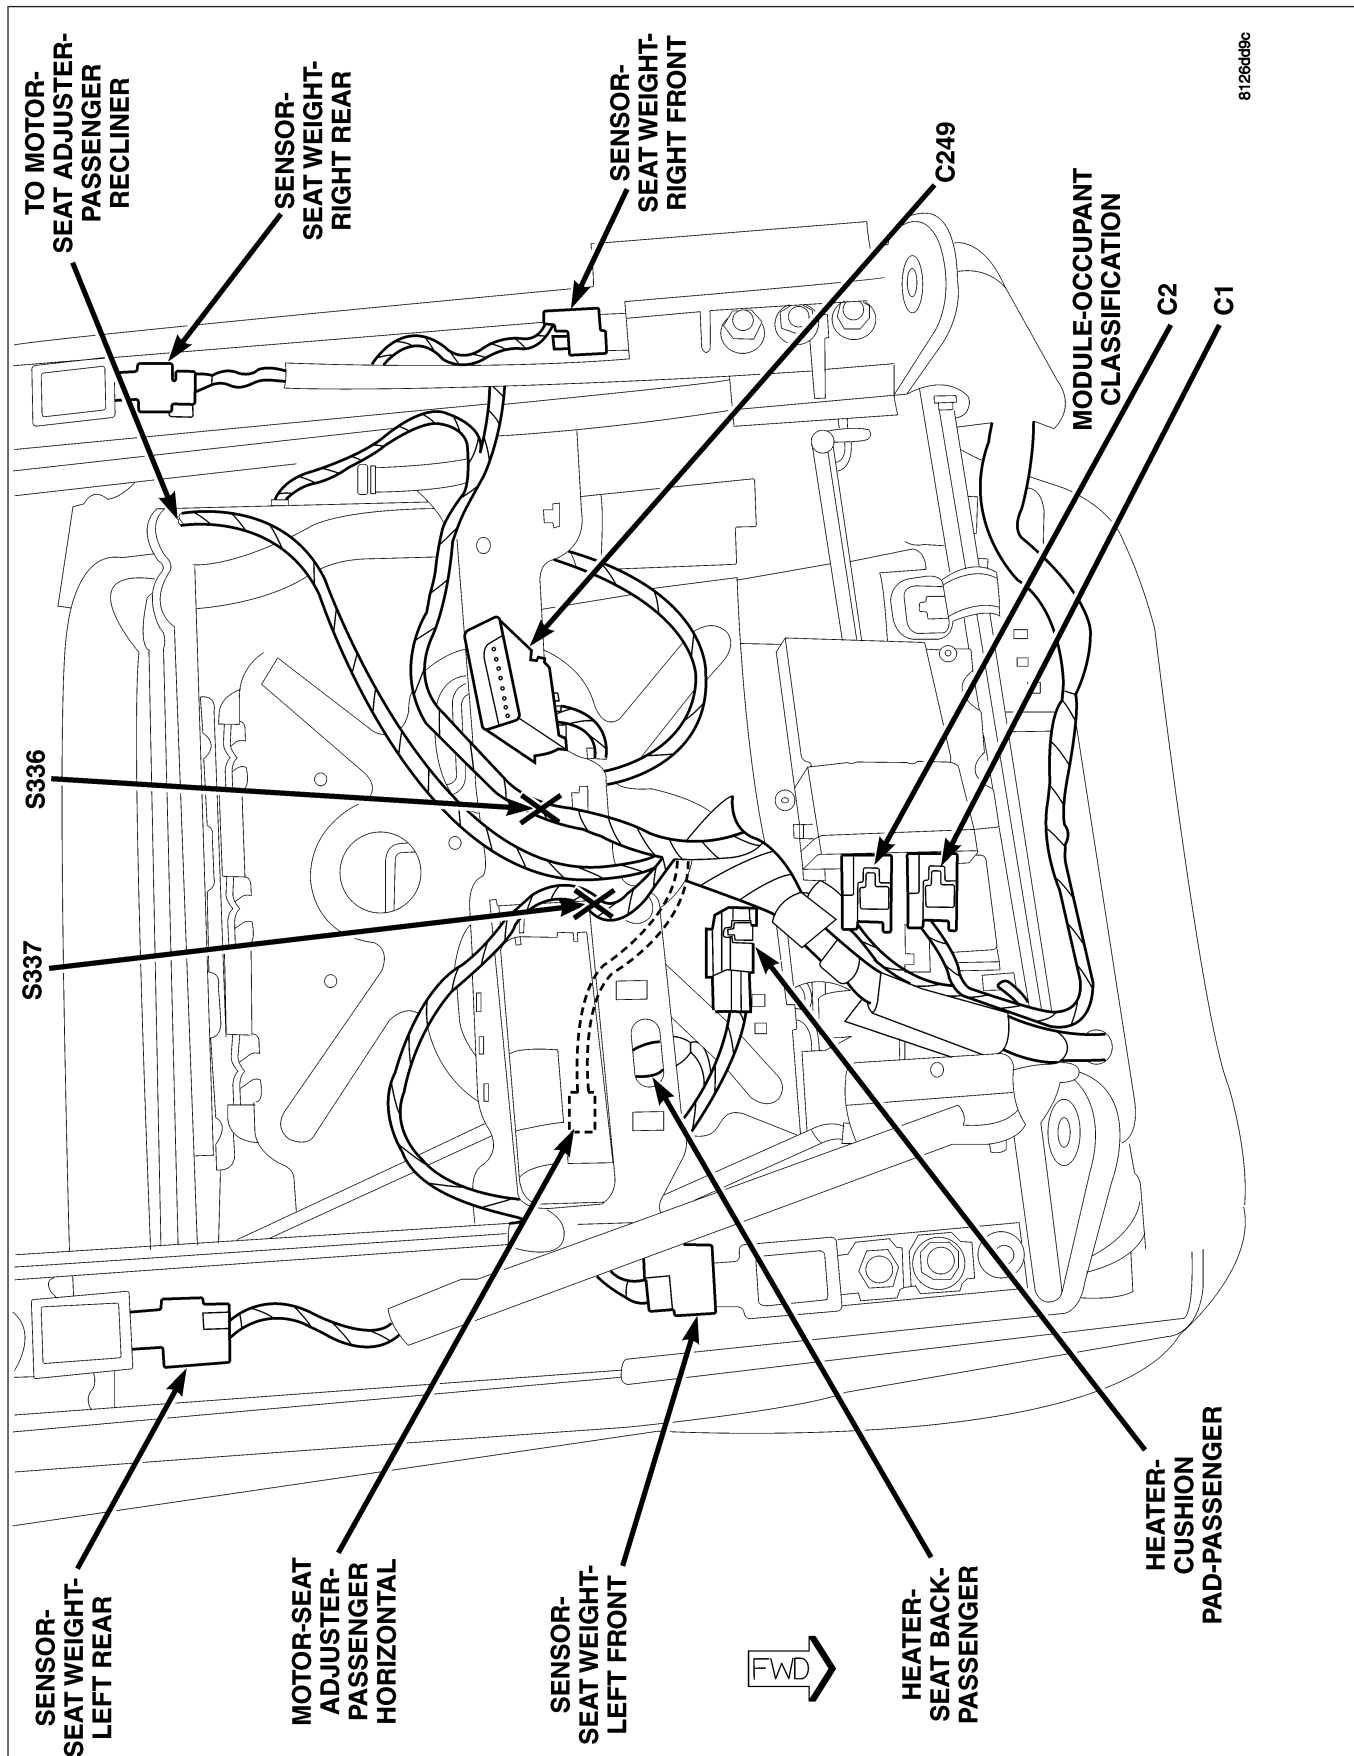 TO MOTOR-
SEAT ADJUSTER-
PASSENGER
RECLINER
SENSOR-
SEAT WEIGHT-
RIGHT REAR
SENSOR-
SEAT WEIGHT-
RIGHT FRONT
C249
MODULE-OCCUPANT
CLASSIFICATION
C2
C1
8126dd9c
S336
S337
SENSOR-
SEAT WEIGHT-
LEFT REAR
MOTOR-SEAT
ADJUSTER-
PASSENGER
HORIZONTAL
SENSOR-
SEAT WEIGHT-
LEFT FRONT
FWD
HEATER-
SEAT BACK-
PASSENGER
HEATER-
CUSHION
PAD-PASSENGER